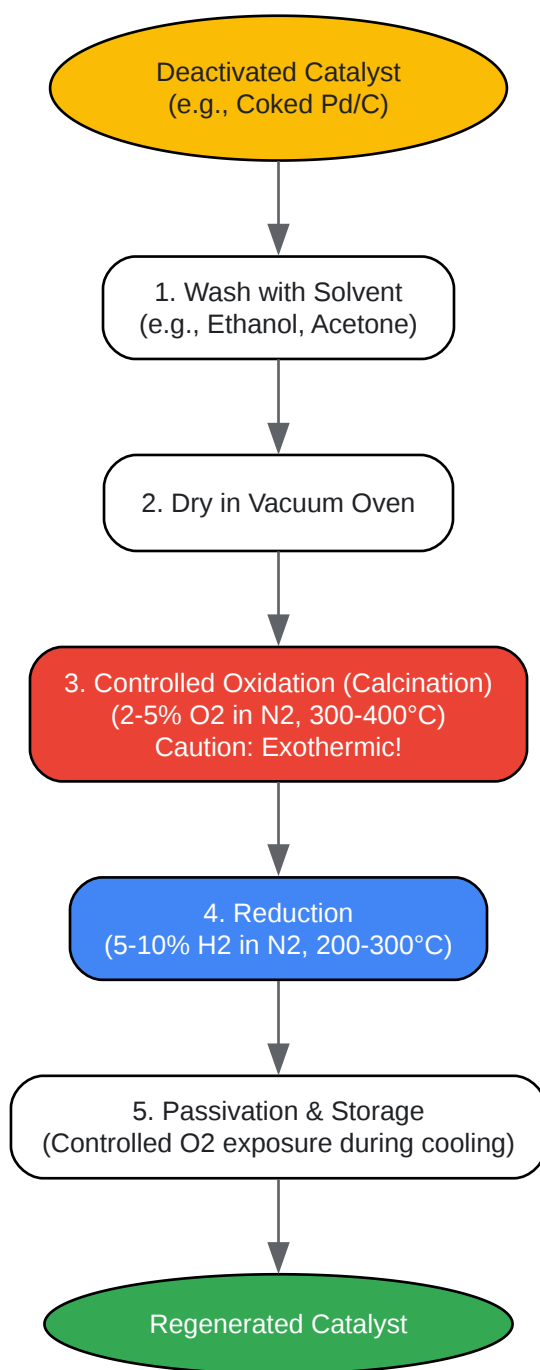 Deactivated Catalyst
(e.g., Coked Pd/C)
1. Wash with Solvent
(e.g., Ethanol, Acetone)
2. Dry in Vacuum Oven
3. Controlled Oxidation (Calcination)
(2-5% O2 in N2, 300-400°C)
Caution: Exothermic!
4. Reduction
(5-10% H2 in N2, 200-300°C)
5. Passivation & Storage
(Controlled O2 exposure during cooling)
Regenerated Catalyst